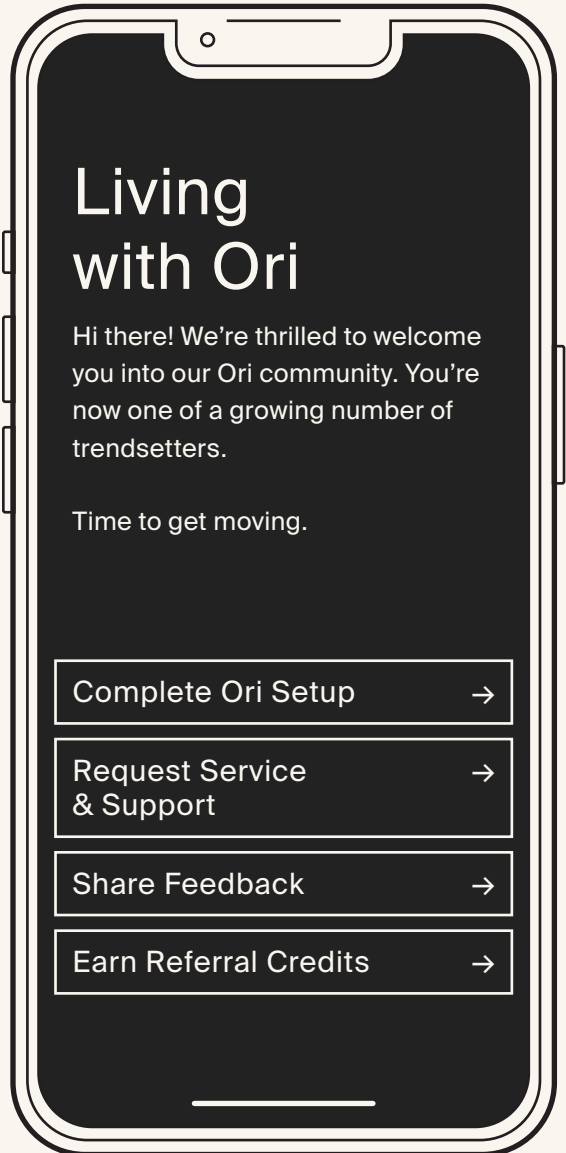 Living
with Ori
Hi there! We’re thrilled to welcome
you into our Ori community. You’re
now one of a growing number of
trendsetters.
Time to get moving.
Complete Ori Setup →
Request Service →
& Support
Share Feedback →
Earn Referral Credits →